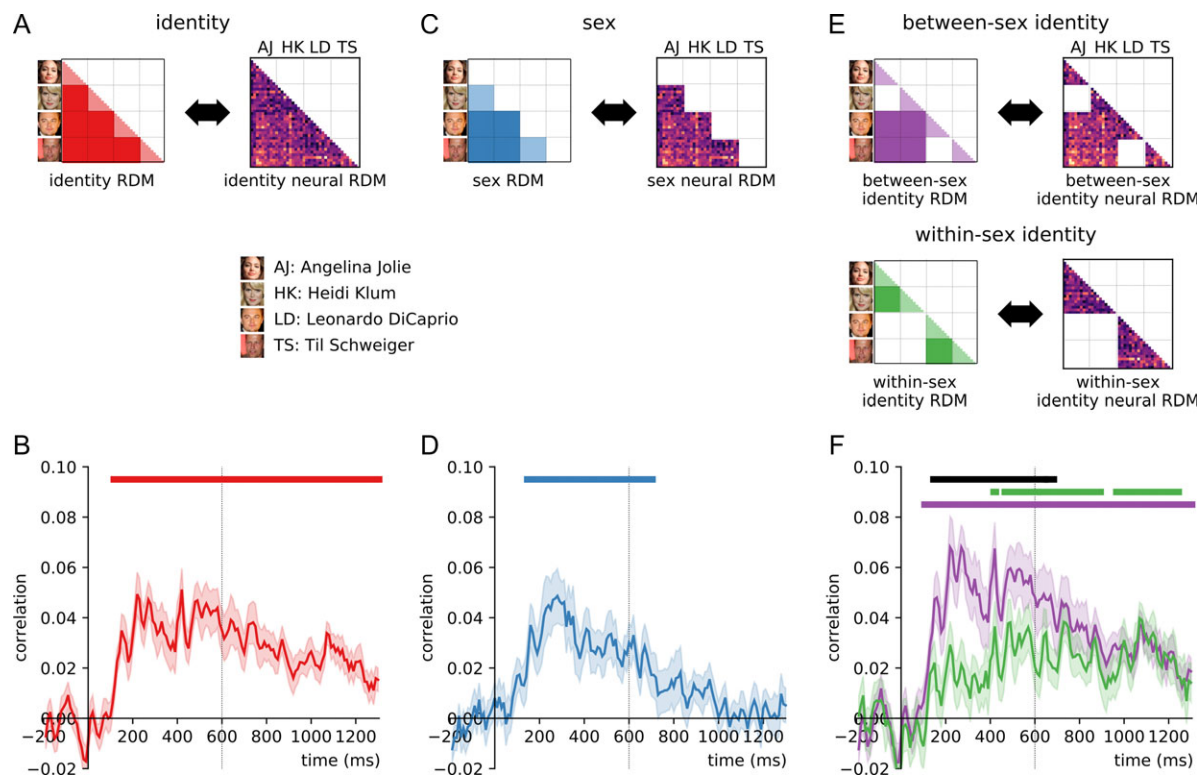 A
identity
AJ HK LD TS
identity RDM
identity neural RDM
C
sex
AJ HK LD TS
sex RDM
sex neural RDM
E
between-sex identity
AJ HK LD TS
between-sex
identity RDM
between-sex
identity neural RDM
within-sex identity
within-sex
identity RDM
within-sex
identity neural RDM
AJ: Angelina Jolie
HK: Heidi Klum
LD: Leonardo DiCaprio
TS: Til Schweiger
B
0.10
0.08
0.06
0.04
0.02
0.00
−0.02
correlation
−200 200 400 600 800 1000 1200
time (ms)
D
0.10
0.08
0.06
0.04
0.02
0.00
−0.02
correlation
−200 200 400 600 800 1000 1200
time (ms)
F
0.10
0.08
0.06
0.04
0.02
0.00
−0.02
correlation
−200 200 400 600 800 1000 1200
time (ms)